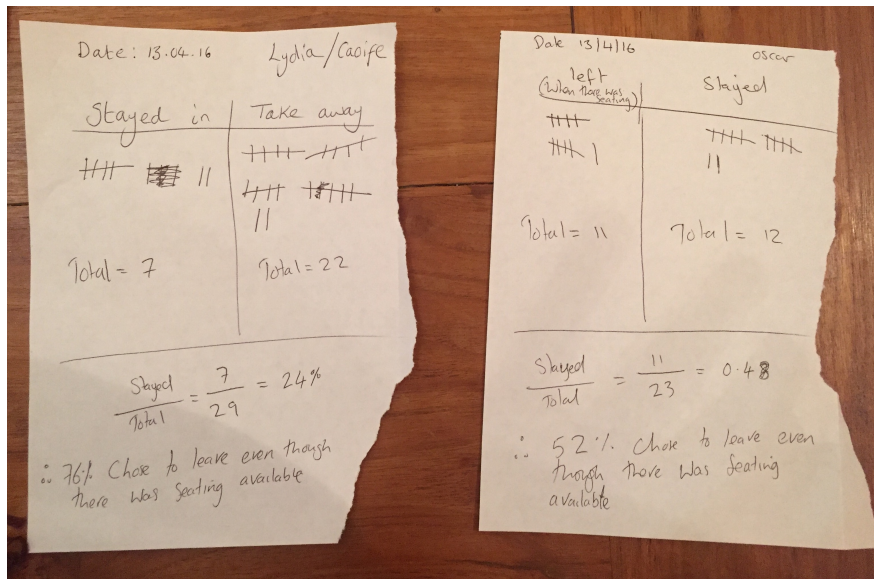 Date: 13.04.16 Lydia/Caoife
Stayed in Take away
Total = 7 Total = 22
Stayed
Total
= 7
29
= 24%
∴ 76% Chose to leave even though
there was Seating available
Date 13/4/16 oscar
left
(When there was
seating)
Stayed
Total = 11 Total = 12
Stayed
Total
= 11
23
= 0.48
∴ 52% Chose to leave even
though there was Seating
available